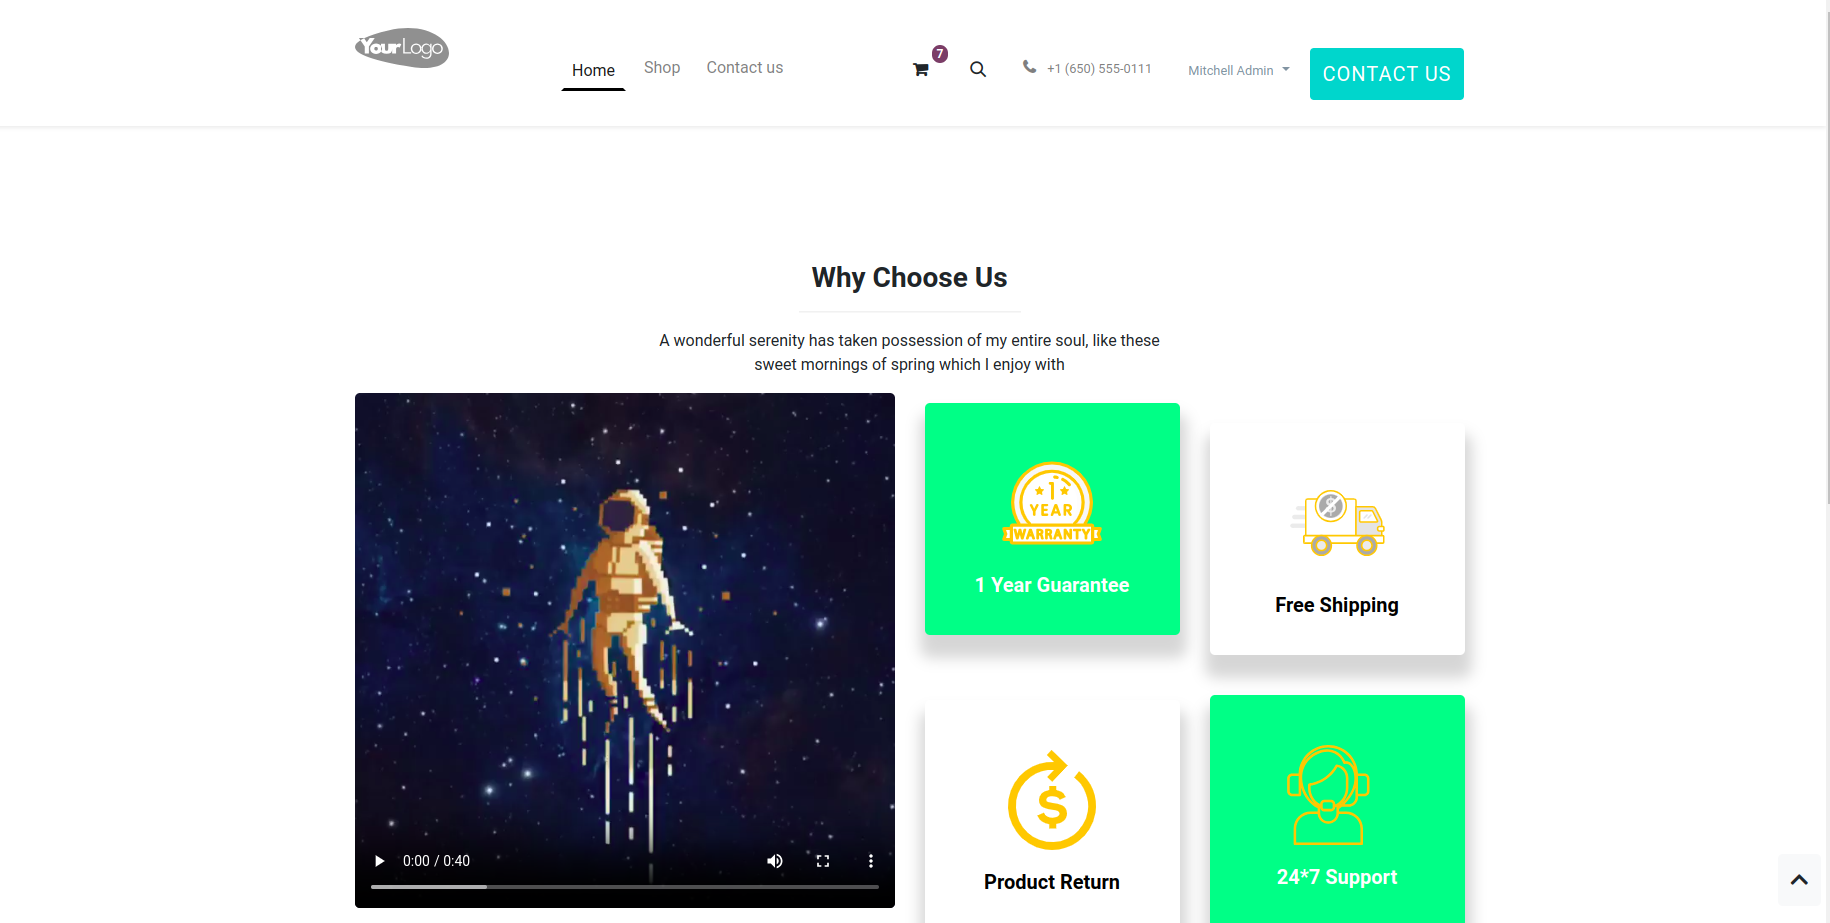 YourLogo
Home
Shop
Contact us
7
+1 (650) 555-0111
Mitchell Admin
CONTACT US
Why Choose Us
A wonderful serenity has taken possession of my entire soul, like these
sweet mornings of spring which I enjoy with
0:00 / 0:40
1
YEAR
WARRANTY
1 Year Guarantee
$
Free Shipping
$
Product Return
24*7 Support